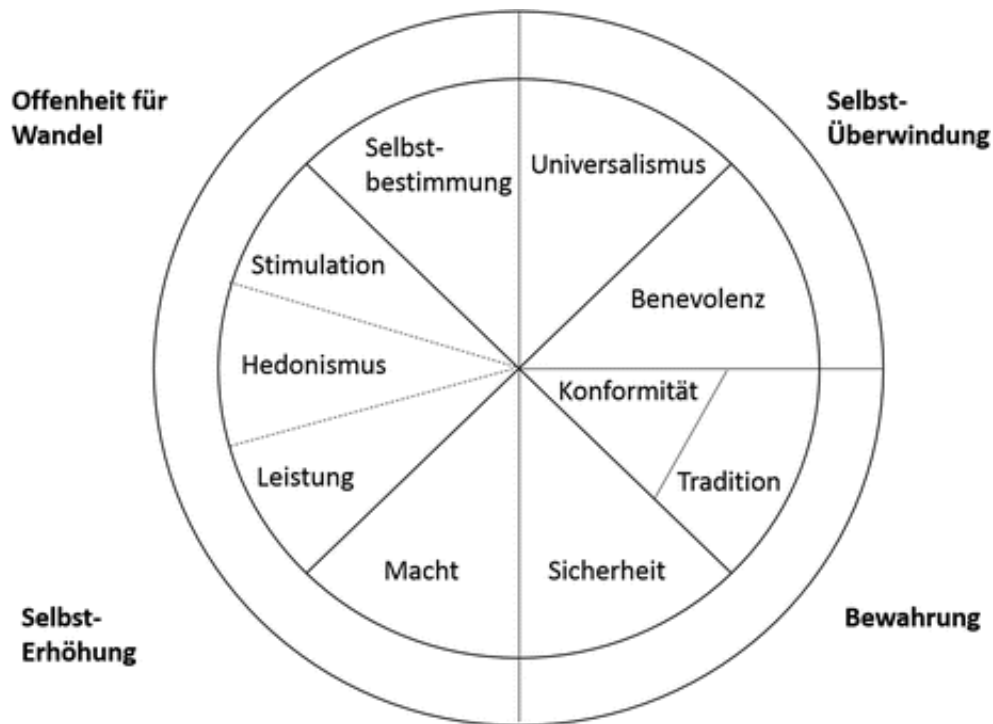 Offenheit für
Wandel
Selbst-
Überwindung
Selbst-
bestimmung
Universalismus
Stimulation
Benevolenz
Hedonismus
Konformität
Leistung
Tradition
Macht
Sicherheit
Selbst-
Erhöhung
Bewahrung